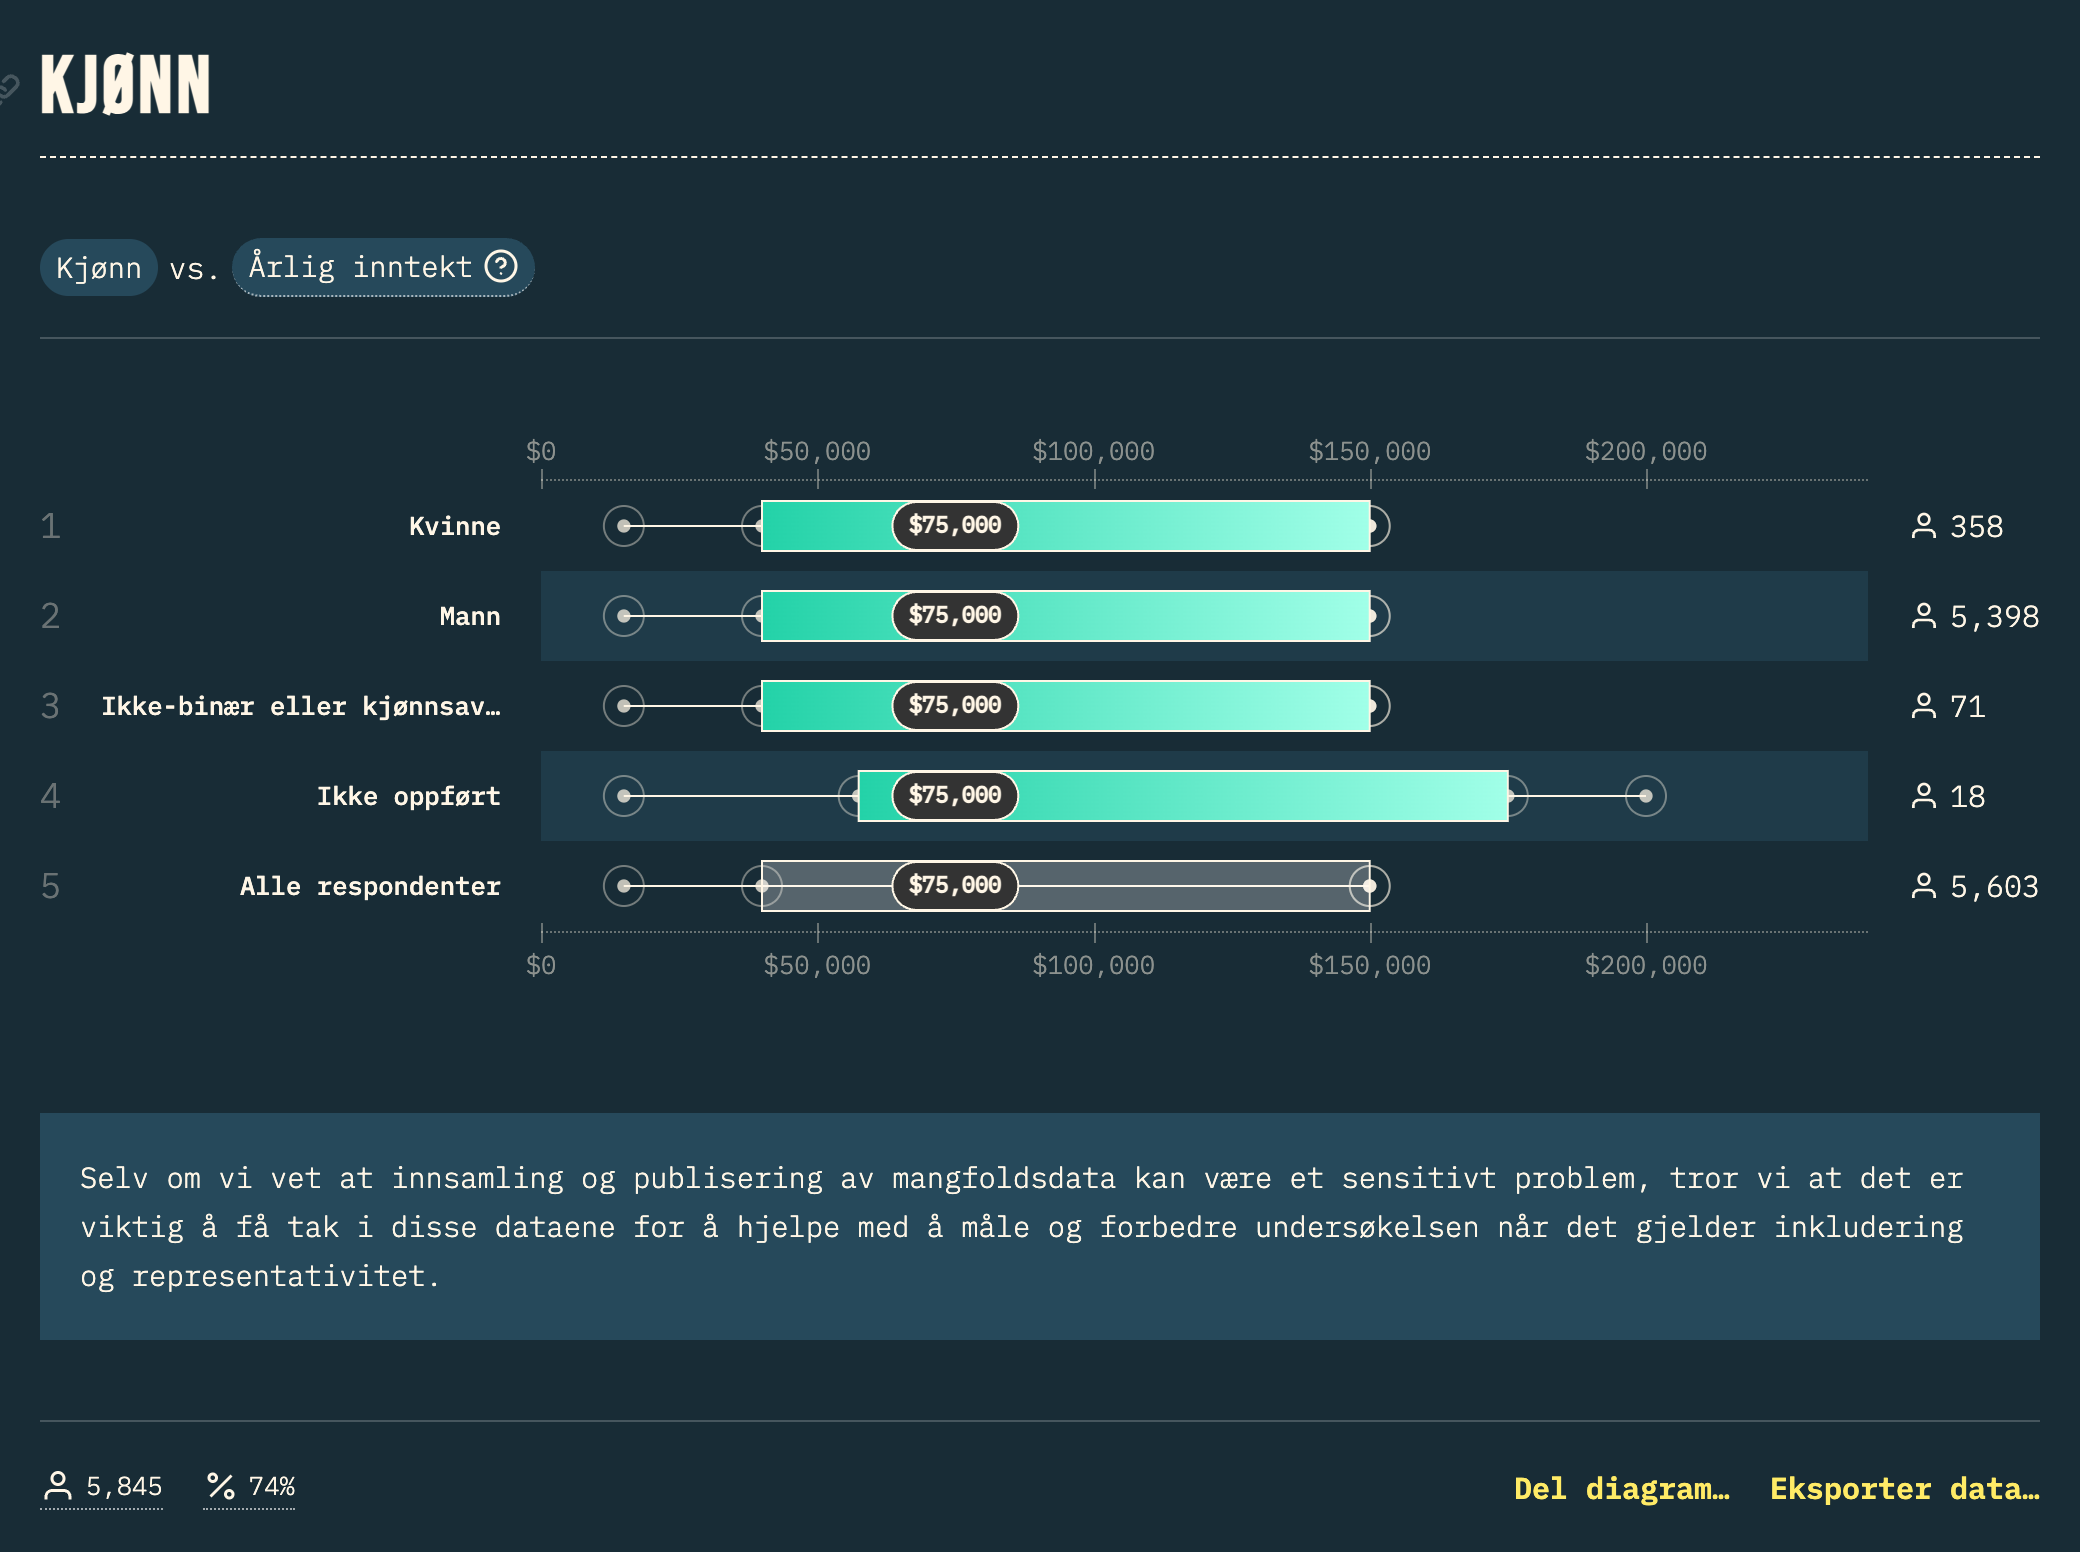 KJØNN
Kjønn vs. Årlig inntekt
$0 $50,000 $100,000 $150,000 $200,000
1 Kvinne $75,000 358
2 Mann $75,000 5,398
3 Ikke-binær eller kjønnsav… $75,000 71
4 Ikke oppført $75,000 18
5 Alle respondenter $75,000 5,603
$0 $50,000 $100,000 $150,000 $200,000
Selv om vi vet at innsamling og publisering av mangfoldsdata kan være et sensitivt problem, tror vi at det er
viktig å få tak i disse dataene for å hjelpe med å måle og forbedre undersøkelsen når det gjelder inkludering
og representativitet.
5,845 74% Del diagram… Eksporter data…